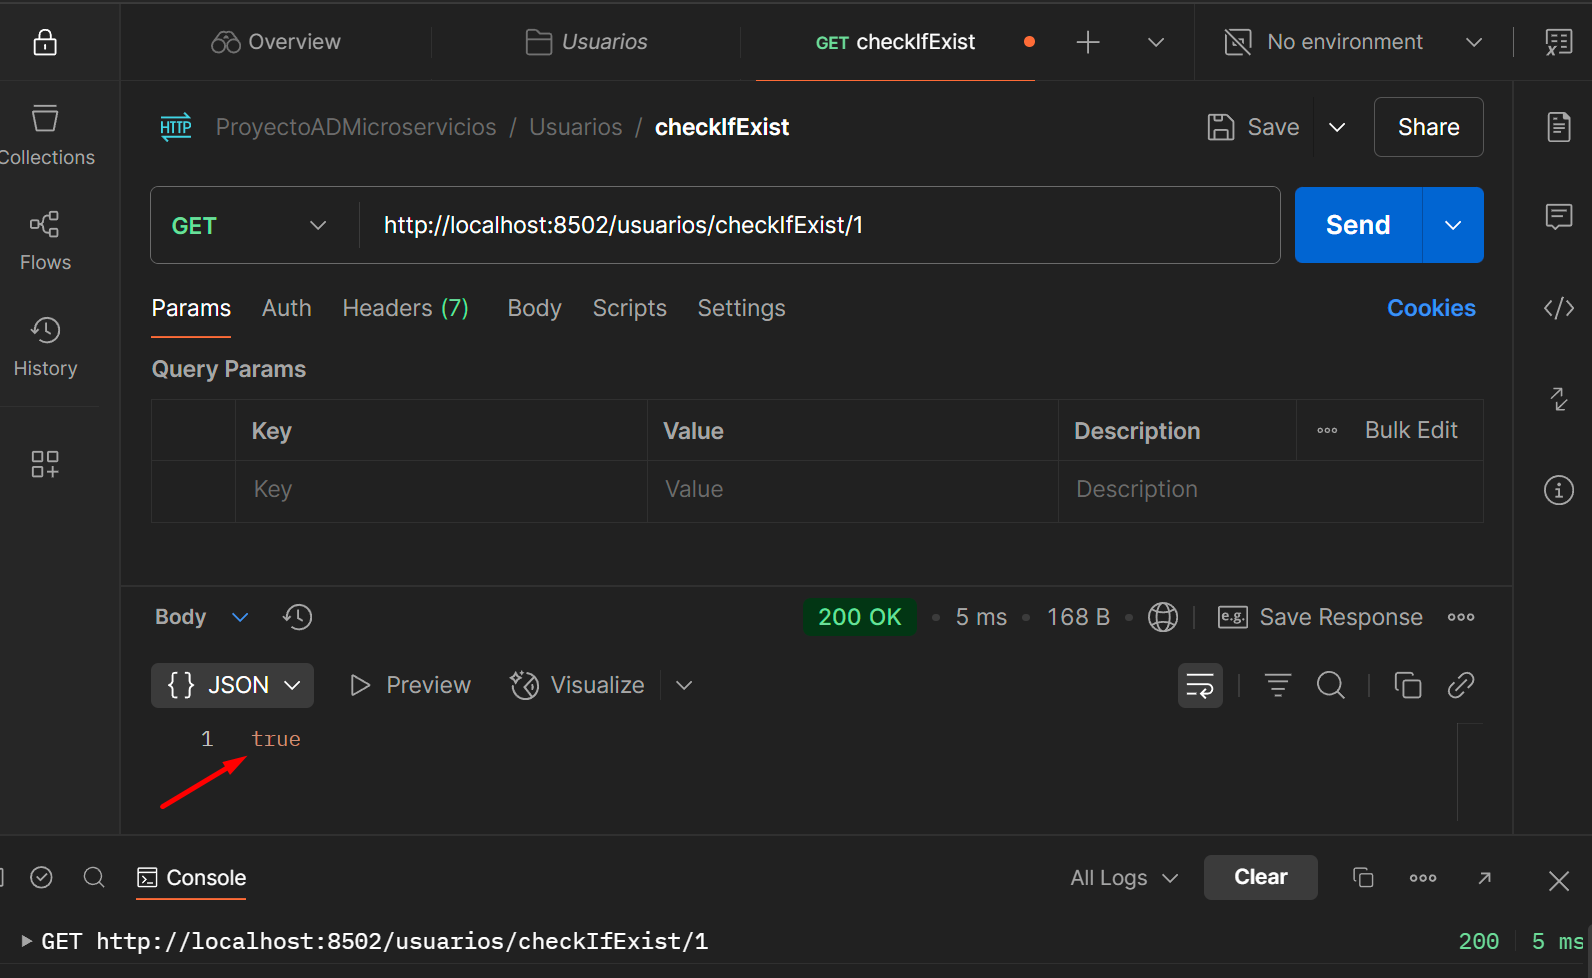 Overview
Usuarios
GET checkIfExist
No environment
HTTP ProyectoADMicroservicios / Usuarios / checkIfExist
Save
Share
Collections
Flows
History
GET
http://localhost:8502/usuarios/checkIfExist/1
Send
Params Auth Headers (7) Body Scripts Settings
Cookies
Query Params
Key Value Description Bulk Edit
Key Value Description
Body
200 OK • 5 ms • 168 B •
e.g. Save Response
{} JSON
Preview
Visualize
1 true
Console
All Logs
Clear
GET http://localhost:8502/usuarios/checkIfExist/1
200 5 ms